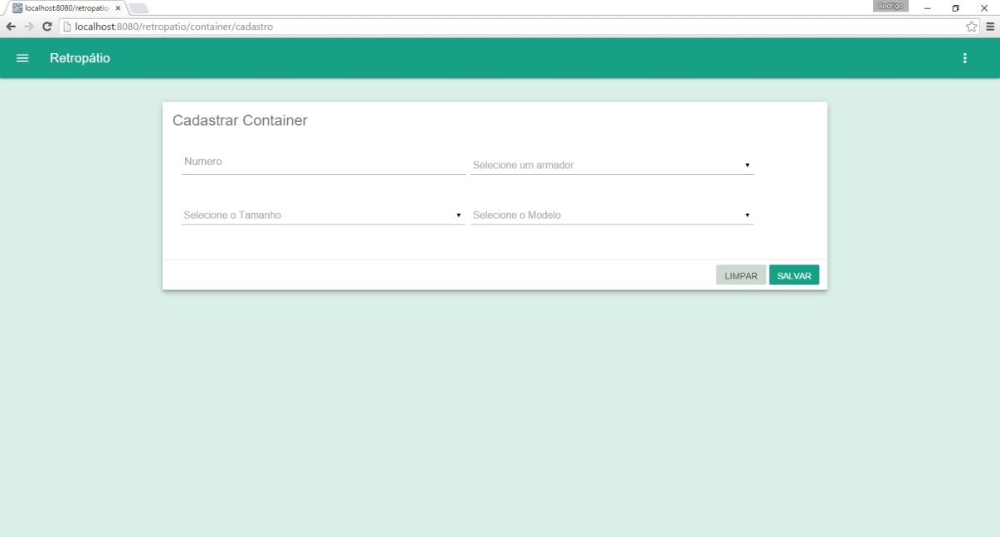 localhost:8080/retropatio/
Rodrigo
localhost:8080/retropatio/container/cadastro
Retropátio
Cadastrar Container
Numero
Selecione um armador
Selecione o Tamanho
Selecione o Modelo
LIMPAR
SALVAR